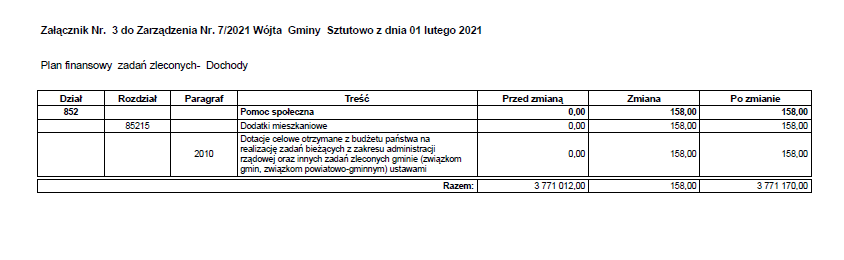 Załącznik Nr. 3 do Zarządzenia Nr. 7/2021 Wójta Gminy Sztutowo z dnia 01 lutego 2021
Plan finansowy zadań zleconych- Dochody
Dział Rozdział Paragraf Treść Przed zmianą Zmiana Po zmianie
852 Pomoc społeczna 0,00 158,00 158,00
85215 Dodatki mieszkaniowe 0,00 158,00 158,00
2010 Dotacje celowe otrzymane z budżetu państwa na
realizację zadań bieżących z zakresu administracji
rządowej oraz innych zadań zleconych gminie (związkom
gmin, związkom powiatowo-gminnym) ustawami
0,00 158,00 158,00
Razem: 3 771 012,00 158,00 3 771 170,00